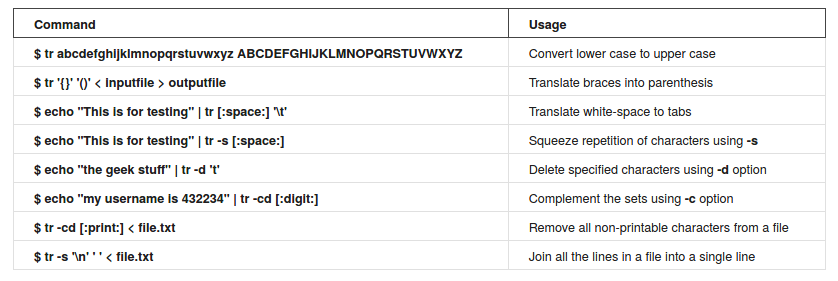 Command Usage
$ tr abcdefghijklmnopqrstuvwxyz ABCDEFGHIJKLMNOPQRSTUVWXYZ Convert lower case to upper case
$ tr '{}' '()' < inputfile > outputfile Translate braces into parenthesis
$ echo "This is for testing" | tr [:space:] '\t' Translate white-space to tabs
$ echo "This is for testing" | tr -s [:space:] Squeeze repetition of characters using -s
$ echo "the geek stuff" | tr -d 't' Delete specified characters using -d option
$ echo "my username is 432234" | tr -cd [:digit:] Complement the sets using -c option
$ tr -cd [:print:] < file.txt Remove all non-printable characters from a file
$ tr -s '\n' ' ' < file.txt Join all the lines in a file into a single line